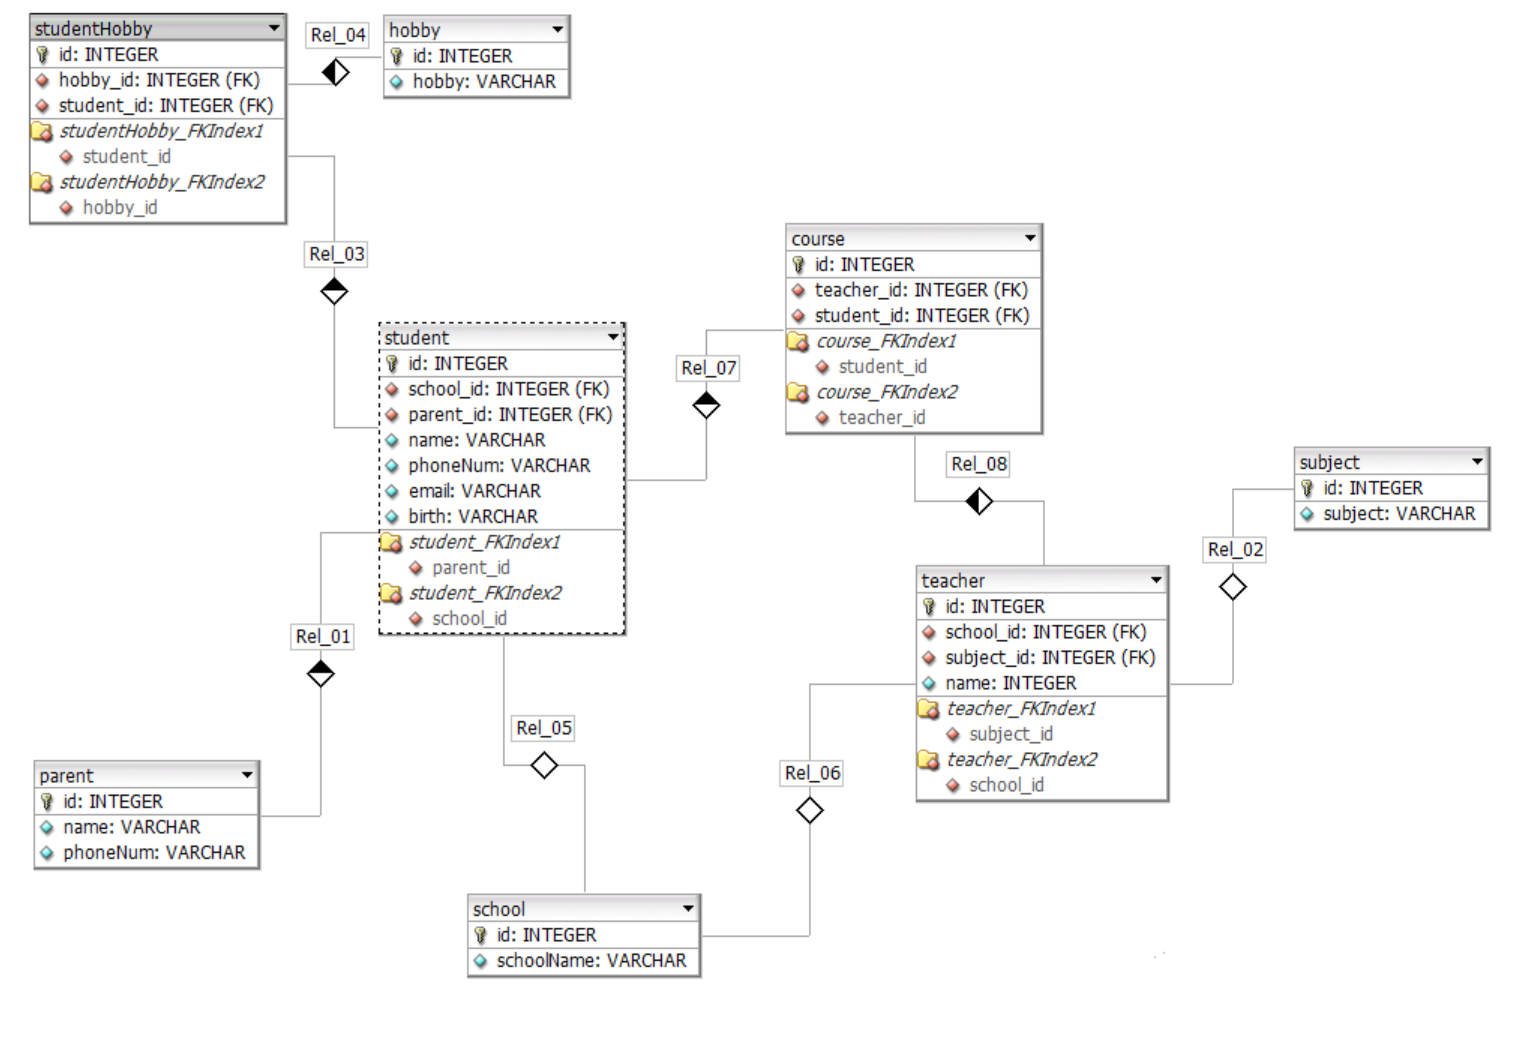 studentHobby
id: INTEGER
hobby_id: INTEGER (FK)
student_id: INTEGER (FK)
studentHobby_FKIndex1
student_id
studentHobby_FKIndex2
hobby_id
Rel_04
hobby
id: INTEGER
hobby: VARCHAR
Rel_03
course
id: INTEGER
teacher_id: INTEGER (FK)
student_id: INTEGER (FK)
course_FKIndex1
student_id
course_FKIndex2
teacher_id
student
id: INTEGER
school_id: INTEGER (FK)
parent_id: INTEGER (FK)
name: VARCHAR
phoneNum: VARCHAR
email: VARCHAR
birth: VARCHAR
student_FKIndex1
parent_id
student_FKIndex2
school_id
Rel_07
Rel_08
subject
id: INTEGER
subject: VARCHAR
Rel_02
teacher
id: INTEGER
school_id: INTEGER (FK)
subject_id: INTEGER (FK)
name: INTEGER
teacher_FKIndex1
subject_id
teacher_FKIndex2
school_id
Rel_01
Rel_05
Rel_06
parent
id: INTEGER
name: VARCHAR
phoneNum: VARCHAR
school
id: INTEGER
schoolName: VARCHAR